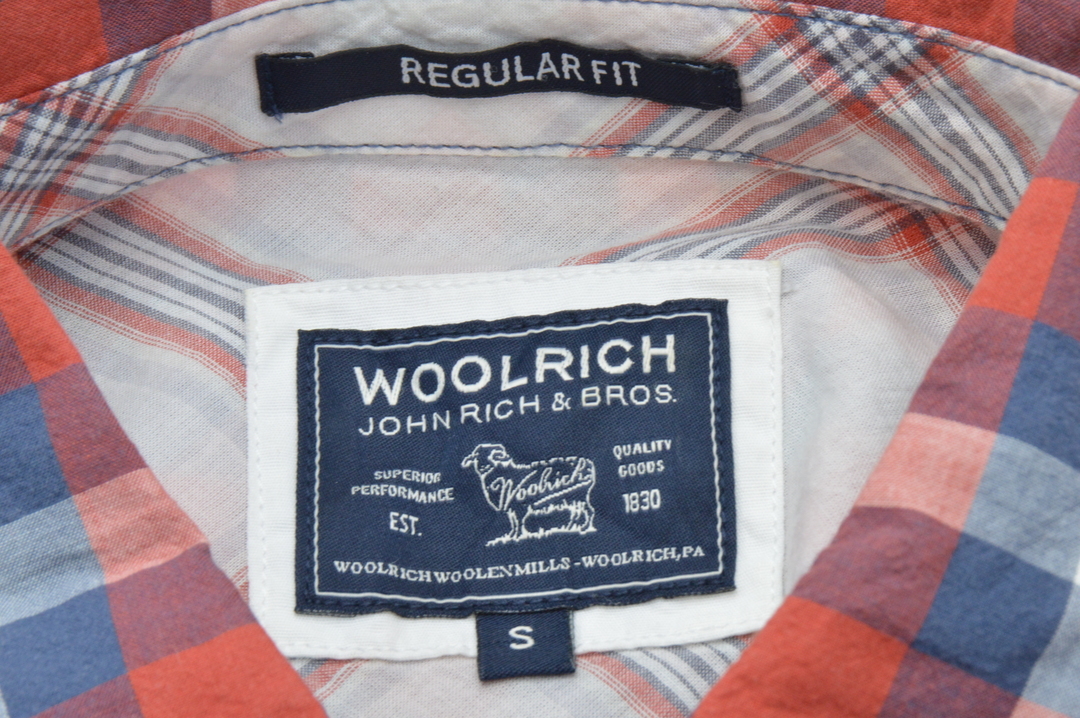 REGULAR FIT
WOOLRICH
JOHN RICH & BROS.
SUPERIOR
PERFORMANCE
EST.
Woolrich
QUALITY
GOODS
1830
WOOLRICH WOOLEN MILLS - WOOLRICH, PA
S